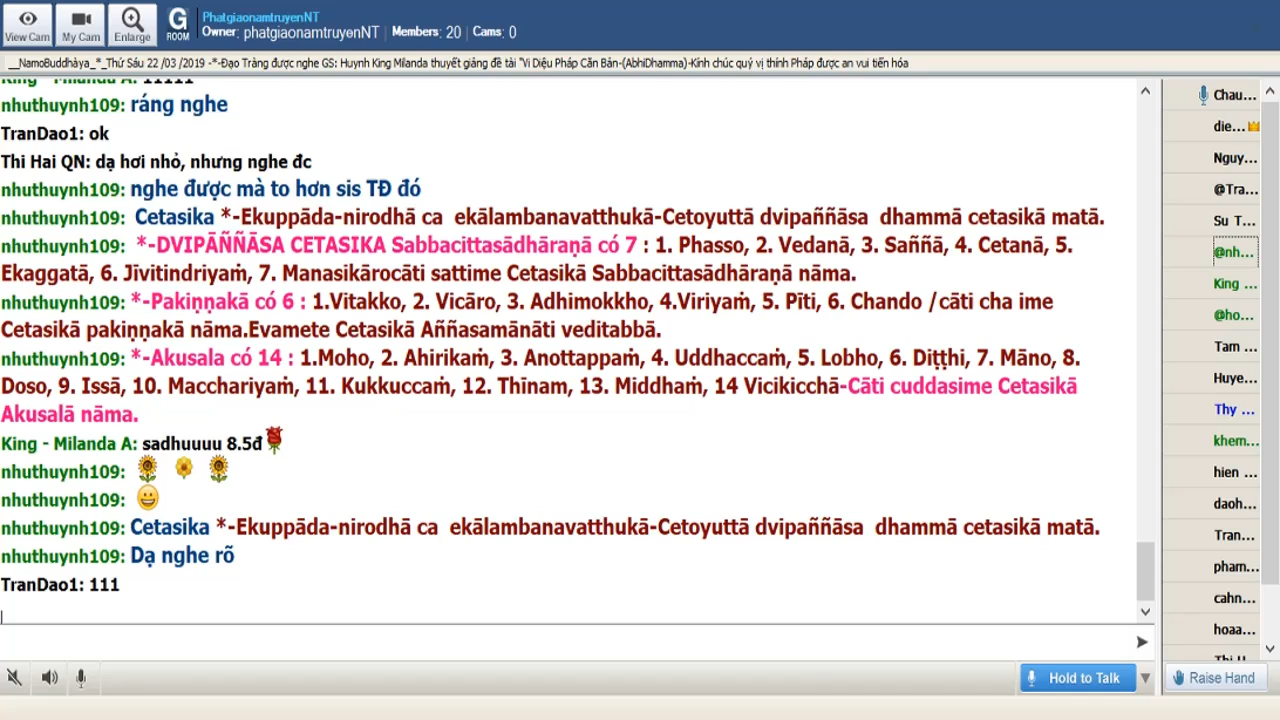 View Cam
My Cam
Enlarge
G
ROOM
PhatgiaonamtruyenNT
Owner: phatgiaonamtruyenNT | Members: 20 | Cams: 0
__NamoBuddhàya_*_Thứ Sáu 22 /03 /2019 -*-Đạo Tràng được nghe GS: Huynh King Milanda thuyết giảng đề tài "Vi Diệu Pháp Căn Bản-(AbhiDhamma)-Kính chúc quý vị thính Pháp được an vui tiến hóa
King - Milanda A: 11111
nhuthuynh109: ráng nghe
TranDao1: ok
Thi Hai QN: dạ hơi nhỏ, nhưng nghe đc
nhuthuynh109: nghe được mà to hơn sis TĐ đó
nhuthuynh109: Cetasika *-Ekuppāda-nirodhā ca ekālambanavatthukā-Cetoyuttā dvipaññāsa dhammā cetasikā matā.
nhuthuynh109: *-DVIPĀÑÑĀSA CETASIKA Sabbacittasādhāraṇā có 7 : 1. Phasso, 2. Vedanā, 3. Saññā, 4. Cetanā, 5.
Ekaggatā, 6. Jīvitindriyaṁ, 7. Manasikārocāti sattime Cetasikā Sabbacittasādhāraṇā nāma.
nhuthuynh109: *-Pakiṇṇakā có 6 : 1.Vitakko, 2. Vicāro, 3. Adhimokkho, 4.Viriyaṁ, 5. Pīti, 6. Chando /cāti cha ime
Cetasikā pakiṇṇakā nāma.Evamete Cetasikā Aññasamānāti veditabbā.
nhuthuynh109: *-Akusala có 14 : 1.Moho, 2. Ahirikaṁ, 3. Anottappaṁ, 4. Uddhaccaṁ, 5. Lobho, 6. Diṭṭhi, 7. Māno, 8.
Doso, 9. Issā, 10. Macchariyaṁ, 11. Kukkuccaṁ, 12. Thīnam, 13. Middhaṁ, 14 Vicikicchā-Cāti cuddasime Cetasikā
Akusalā nāma.
King - Milanda A: sadhuuuu 8.5đ
nhuthuynh109:
nhuthuynh109:
nhuthuynh109: Cetasika *-Ekuppāda-nirodhā ca ekālambanavatthukā-Cetoyuttā dvipaññāsa dhammā cetasikā matā.
nhuthuynh109: Dạ nghe rõ
TranDao1: 111
Chau...
die...
Nguy...
@Tra...
Su T...
@nh...
King ...
@ho...
Tam ...
Huye...
Thy ...
khem...
hien ...
daoh...
Tran...
pham...
cahn...
hoaa...
Hold to Talk
Raise Hand